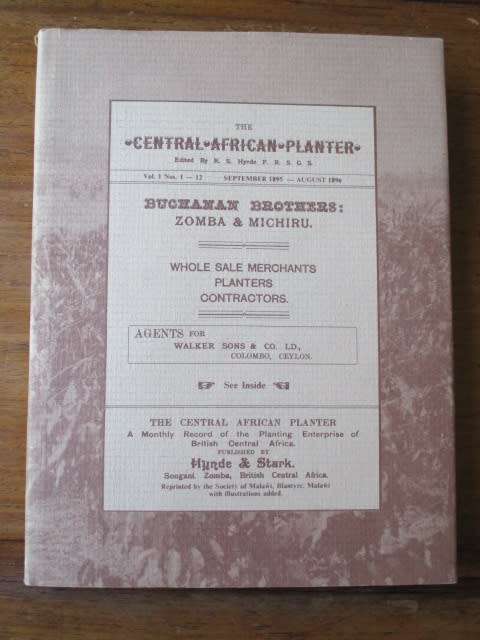 THE
CENTRAL•AFRICAN•PLANTER
Edited By R. S. Hynde F. R. S. G. S.
Vol. 1 Nos. 1 — 12 SEPTEMBER 1895 — AUGUST 1896
BUCHANAN BROTHERS:
ZOMBA & MICHIRU.
WHOLE SALE MERCHANTS
PLANTERS
CONTRACTORS.
AGENTS FOR
WALKER SONS & CO. LD.,
COLOMBO, CEYLON.
See Inside
THE CENTRAL AFRICAN PLANTER
A Monthly Record of the Planting Enterprise of
British Central Africa.
PUBLISHED BY
Hynde & Stark.
Songani, Zomba, British Central Africa.
Reprinted by the Society of Malaŵi, Blantyre, Malaŵi
with illustrations added.